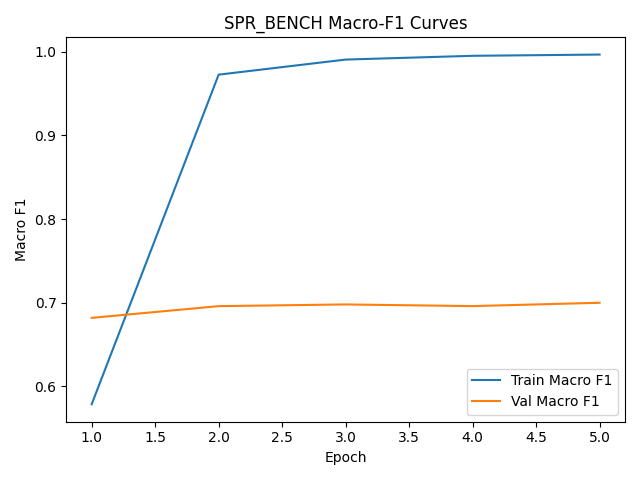 SPR_BENCH Macro-F1 Curves
Macro F1
1.0
0.9
0.8
0.7
0.6
Train Macro F1
Val Macro F1
1.0 1.5 2.0 2.5 3.0 3.5 4.0 4.5 5.0
Epoch